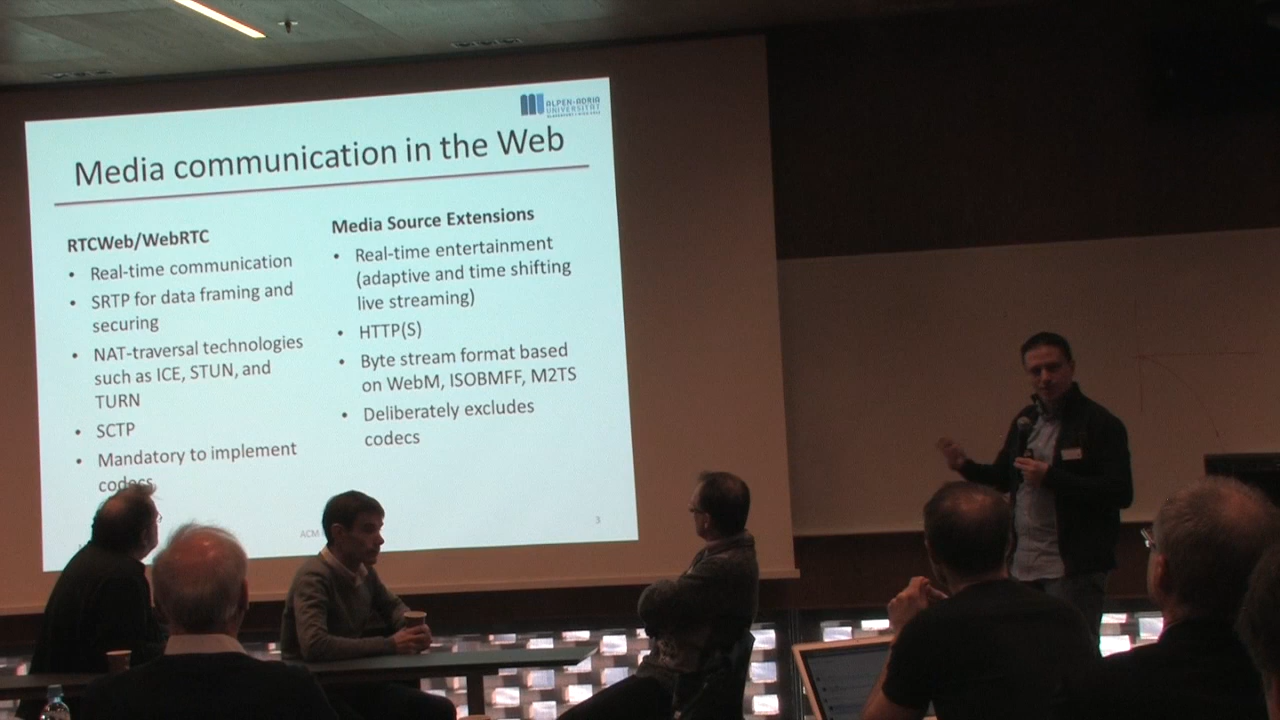 ALPEN-ADRIA
UNIVERSITÄT
Media communication in the Web
RTCWeb/WebRTC
• Real-time communication
• SRTP for data framing and
securing
• NAT-traversal technologies
such as ICE, STUN, and
TURN
• SCTP
• Mandatory to implement
codecs
Media Source Extensions
• Real-time entertainment
(adaptive and time shifting
live streaming)
• HTTP(S)
• Byte stream format based
on WebM, ISOBMFF, M2TS
• Deliberately excludes
codecs
ACM
3